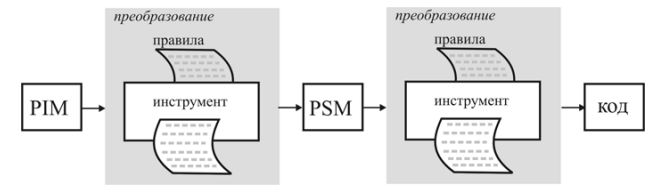 преобразование
правила
инструмент
PIM
PSM
преобразование
правила
инструмент
код